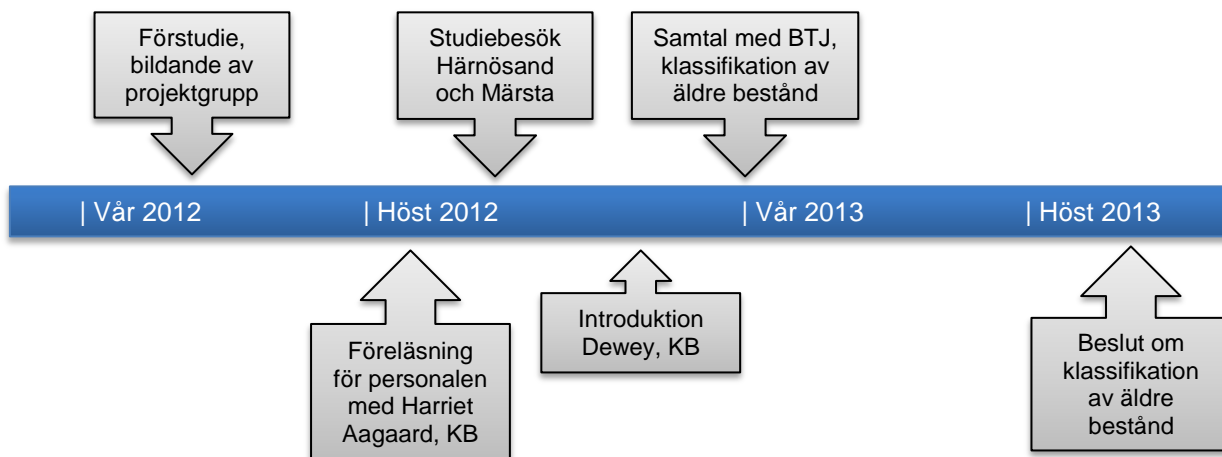 Förstudie,
bildande av
projektgrupp
Studiebesök
Härnösand
och Märsta
Samtal med BTJ,
klassifikation av
äldre bestånd
| Vår 2012
| Höst 2012
| Vår 2013
| Höst 2013
Föreläsning
för personalen
med Harriet
Aagaard, KB
Introduktion
Dewey, KB
Beslut om
klassifikation
av äldre
bestånd